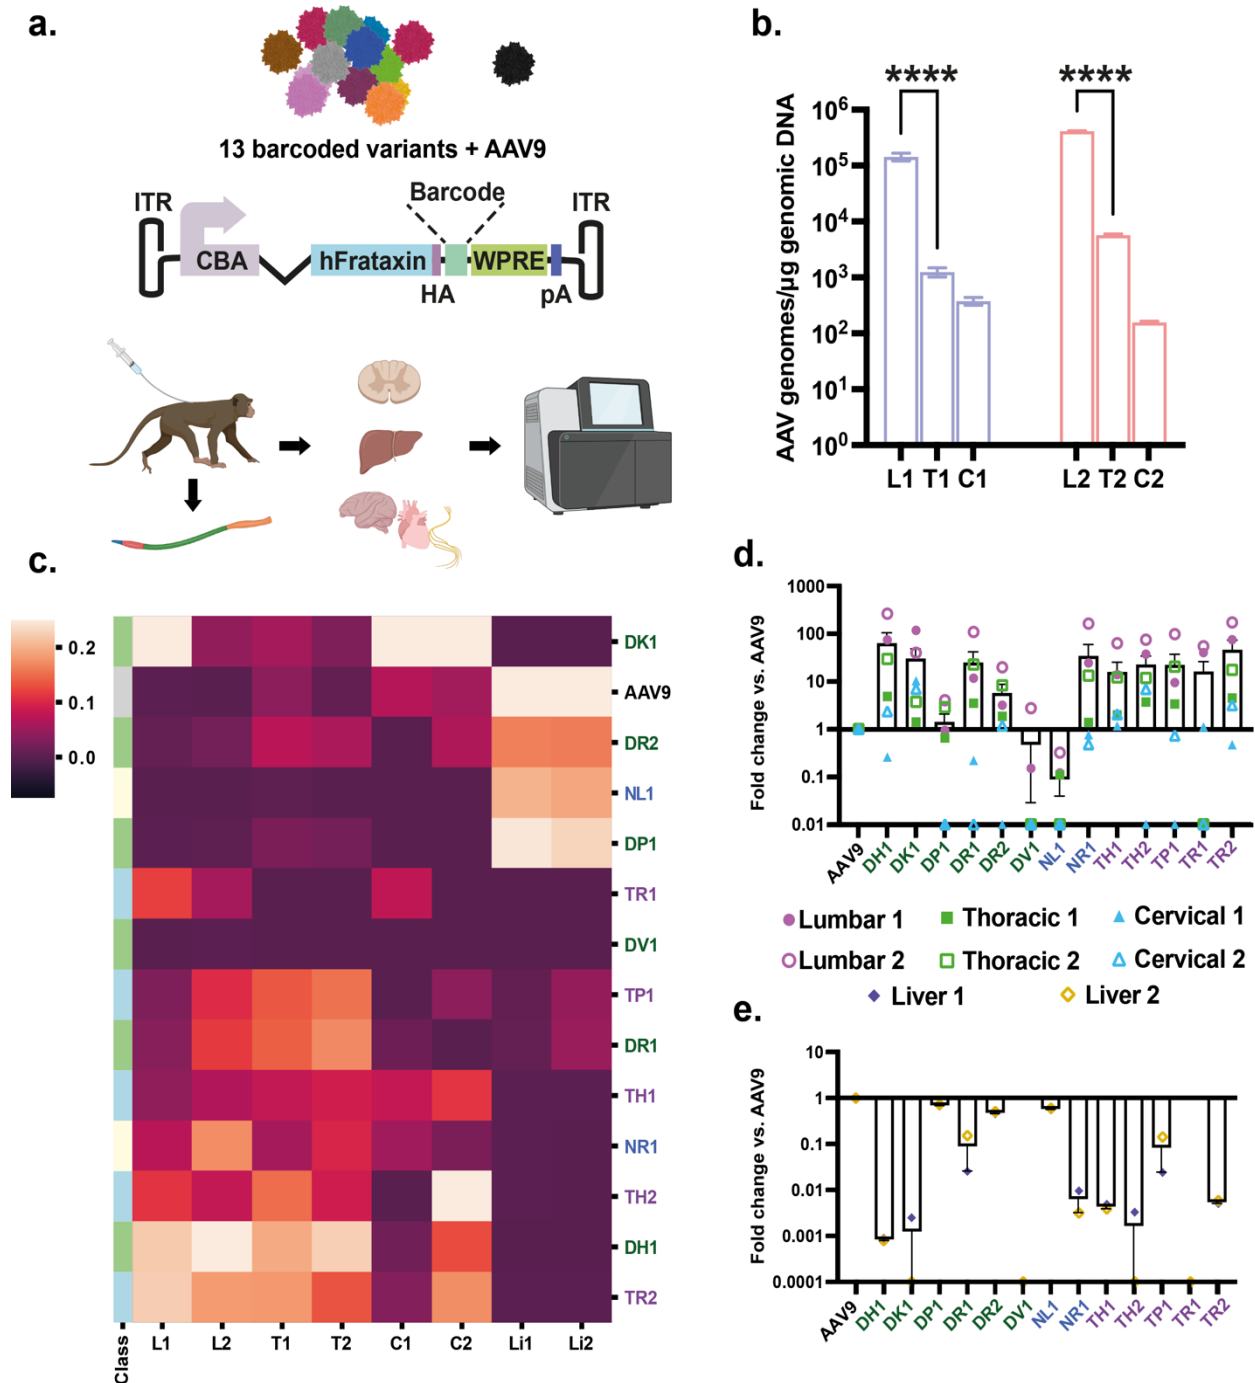 a.
13 barcoded variants + AAV9
Barcode
ITR
ITR
CBA
hFrataxin
WPRE
HA
pA
b.
****
****
AAV genomes/µg genomic DNA
10⁶
10⁵
10⁴
10³
10²
10¹
10⁰
L1 T1 C1
L2 T2 C2
c.
0.2
0.1
0.0
DK1
AAV9
DR2
NL1
DP1
TR1
DV1
TP1
DR1
TH1
NR1
TH2
DH1
TR2
Class
L1
L2
T1
T2
C1
C2
Li1
Li2
d.
Fold change vs. AAV9
1000
100
10
1
0.1
0.01
AAV9
DH1
DK1
DP1
DR1
DR2
DV1
NL1
NR1
TH1
TH2
TP1
TR1
TR2
Lumbar 1
Thoracic 1
Cervical 1
Lumbar 2
Thoracic 2
Cervical 2
Liver 1
Liver 2
e.
Fold change vs. AAV9
10
1
0.1
0.01
0.001
0.0001
AAV9
DH1
DK1
DP1
DR1
DR2
DV1
NL1
NR1
TH1
TH2
TP1
TR1
TR2